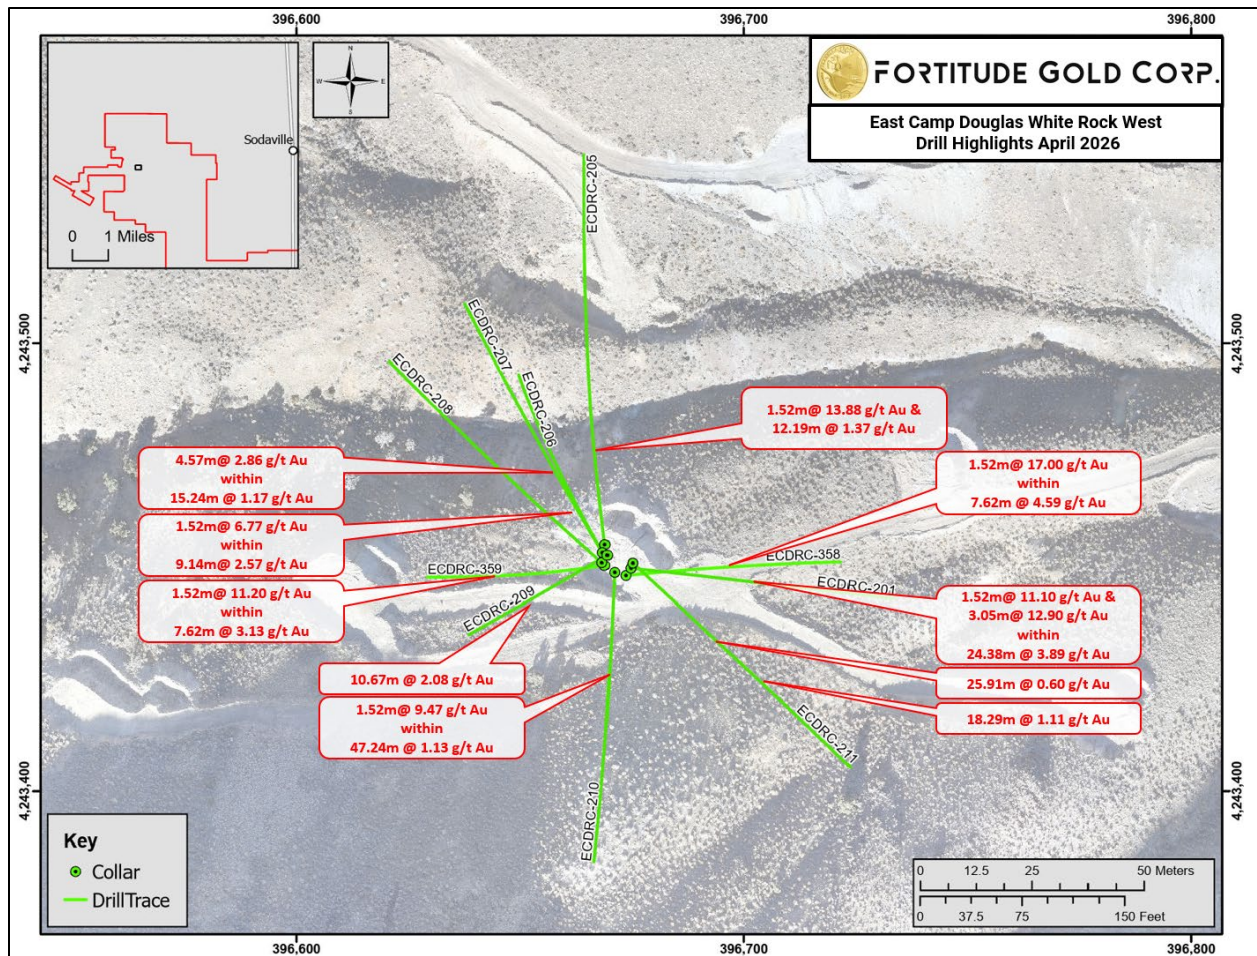 396,600
396,700
396,800
N
W
E
S
Sodaville
0 1 Miles
FORTITUDE GOLD CORP.
East Camp Douglas White Rock West
Drill Highlights April 2026
ECDRC-205
4,243,500
4,243,500
ECDRC-207
ECDRC-206
ECDRC-208
1.52m@ 13.88 g/t Au &
12.19m @ 1.37 g/t Au
4.57m@ 2.86 g/t Au
within
15.24m @ 1.17 g/t Au
1.52m@ 17.00 g/t Au
within
7.62m @ 4.59 g/t Au
1.52m@ 6.77 g/t Au
within
9.14m@ 2.57 g/t Au
ECDRC-358
ECDRC-359
ECDRC-201
1.52m@ 11.20 g/t Au
within
7.62m @ 3.13 g/t Au
ECDRC-209
1.52m@ 11.10 g/t Au &
3.05m@ 12.90 g/t Au
within
24.38m @ 3.89 g/t Au
10.67m @ 2.08 g/t Au
25.91m @ 0.60 g/t Au
1.52m@ 9.47 g/t Au
within
47.24m @ 1.13 g/t Au
18.29m @ 1.11 g/t Au
ECDRC-211
ECDRC-210
4,243,400
4,243,400
Key
Collar
DrillTrace
0 12.5 25 50 Meters
0 37.5 75 150 Feet
396,600
396,700
396,800